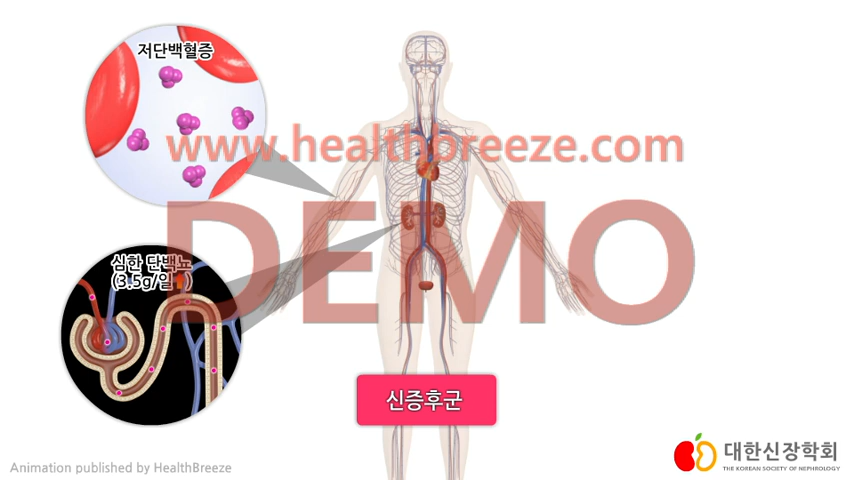 저단백혈증
www.healthbreeze.com
DEMO
심한 단백뇨
(3.5g/일↑)
신증후군
Animation published by HealthBreeze
대한신장학회
THE KOREAN SOCIETY OF NEPHROLOGY